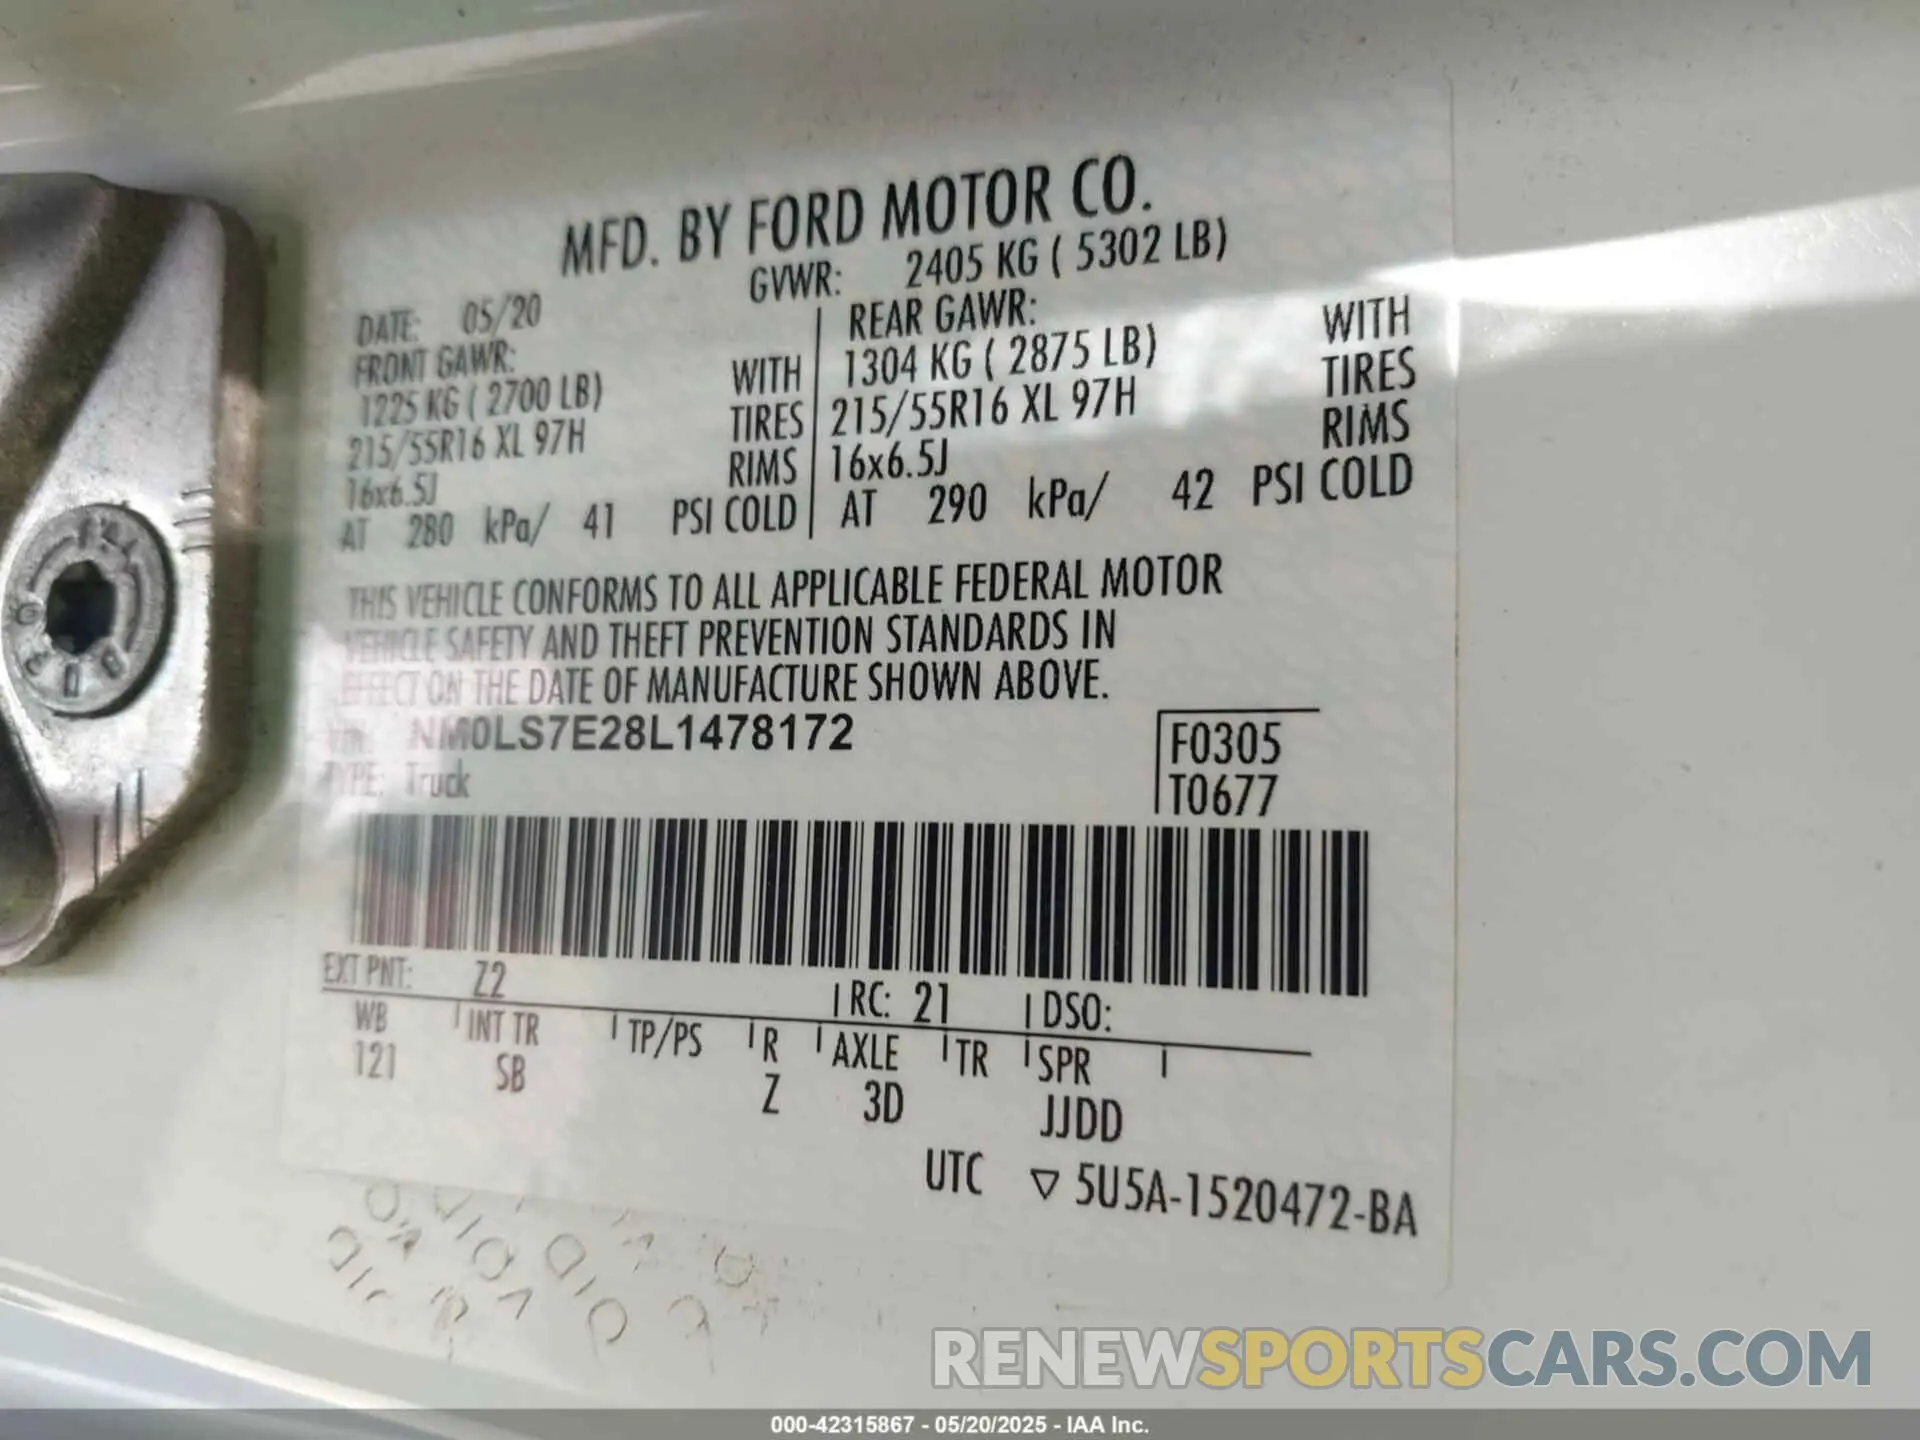 MFD. BY FORD MOTOR CO.
DATE: 05/20 GVWR: 2405 KG ( 5302 LB)
FRONT GAWR: REAR GAWR:
1225 KG ( 2700 LB) WITH 1304 KG ( 2875 LB) WITH
215/55R16 XL 97H TIRES 215/55R16 XL 97H TIRES
16x6.5J RIMS 16x6.5J RIMS
AT 280 kPa/ 41 PSI COLD AT 290 kPa/ 42 PSI COLD
THIS VEHICLE CONFORMS TO ALL APPLICABLE FEDERAL MOTOR
VEHICLE SAFETY AND THEFT PREVENTION STANDARDS IN
EFFECT ON THE DATE OF MANUFACTURE SHOWN ABOVE.
VIN: NM0LS7E28L1478172 F0305
TYPE: Truck T0677
EXT PNT: Z2 RC: 21 DSO:
WB INT TR TP/PS R AXLE TR SPR
121 SB Z 3D JJDD
UTC ▽ 5U5A-1520472-BA
RENEWSPORTSCARS.COM
000-42315867 - 05/20/2025 - IAA Inc.